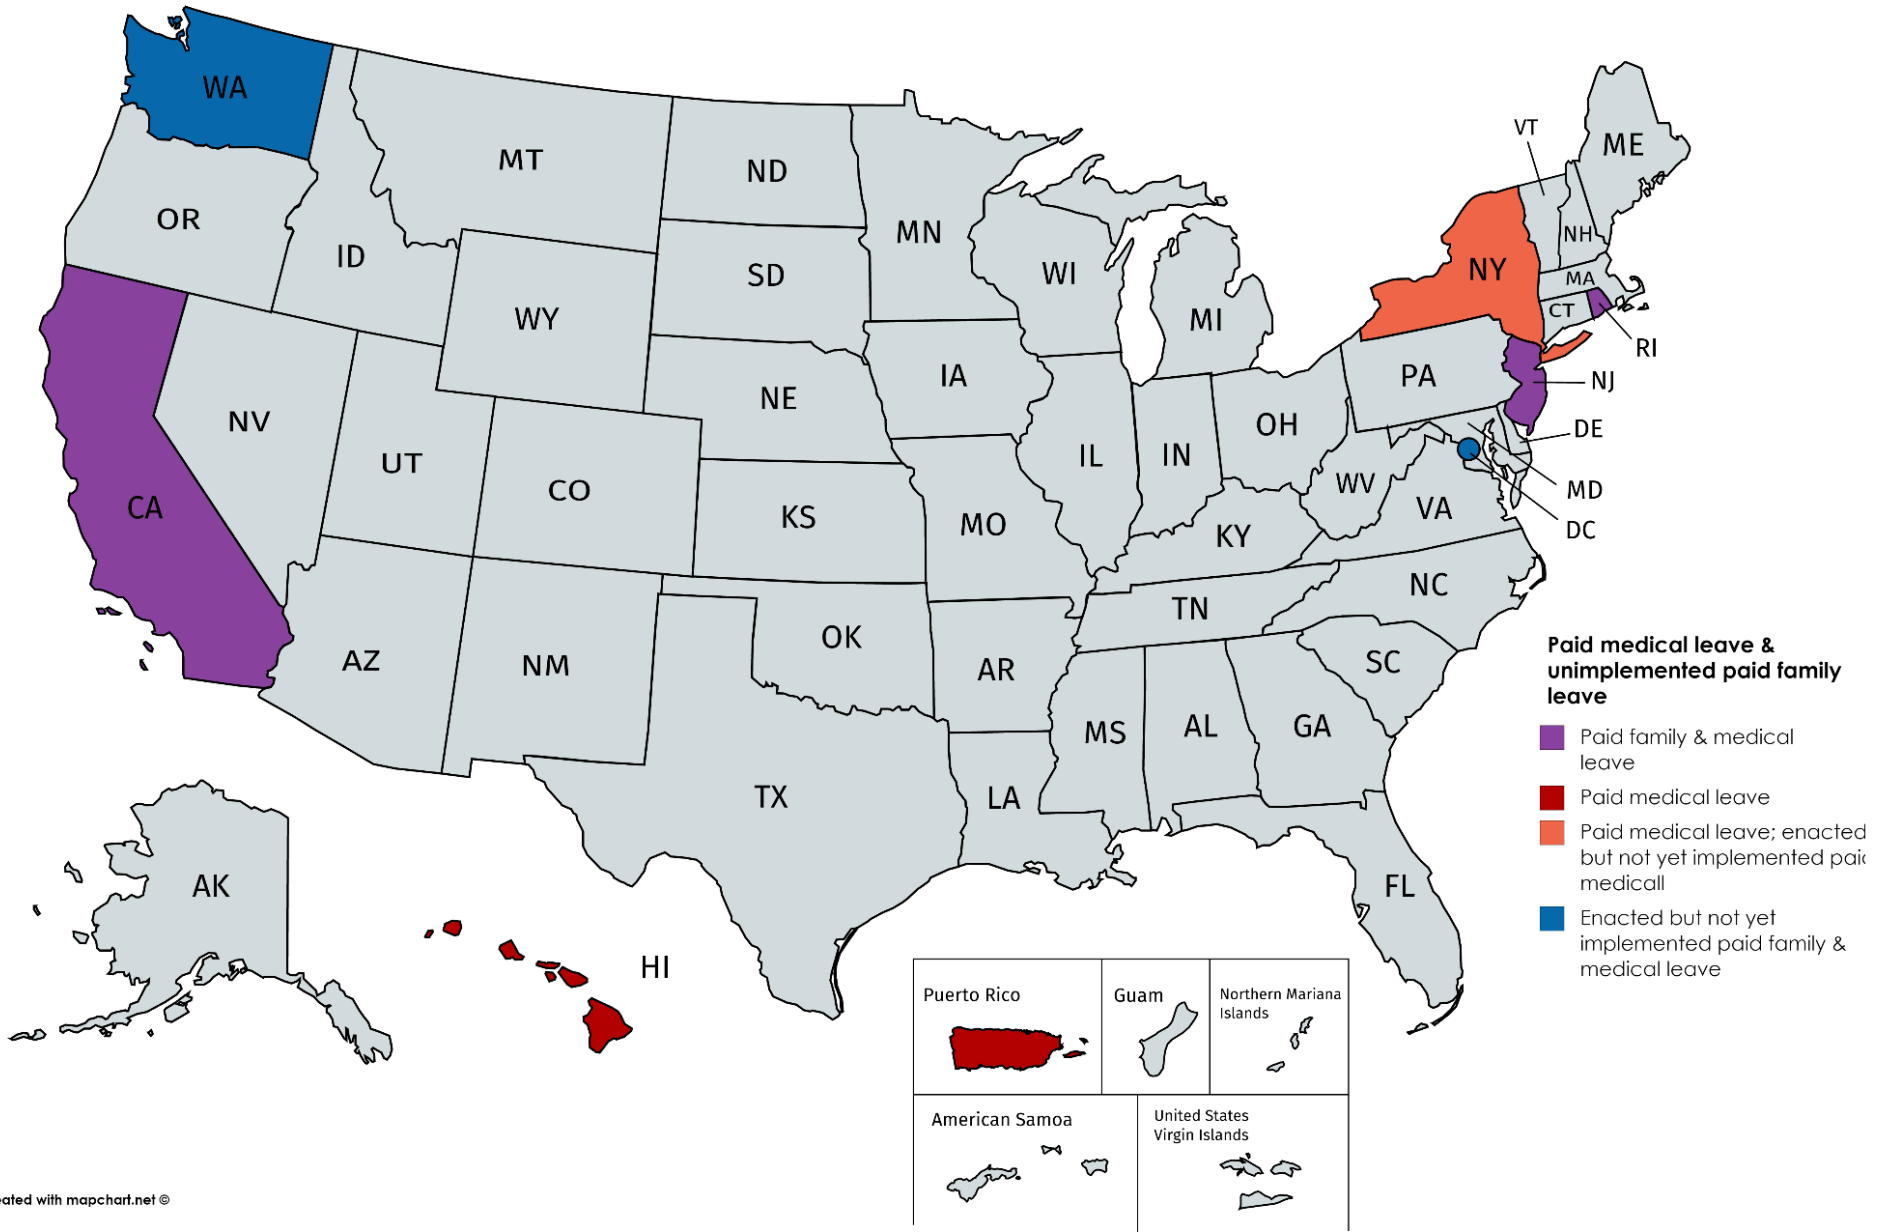 WA
MT
ND
VT
ME
OR
ID
MN
NH
SD
WI
NY
MA
WY
MI
CT
RI
IA
PA
NJ
NE
NV
OH
DE
UT
IL
IN
CO
WV
MD
CA
KS
MO
VA
DC
KY
NC
TN
OK
AZ
NM
AR
SC
MS
AL
GA
TX
LA
AK
FL
HI
Paid medical leave &
unimplemented paid family
leave
Paid family & medical
leave
Paid medical leave
Paid medical leave; enacted
but not yet implemented paid
medicall
Enacted but not yet
implemented paid family &
medical leave
Puerto Rico
Guam
Northern Mariana
Islands
American Samoa
United States
Virgin Islands
eated with mapchart.net ©